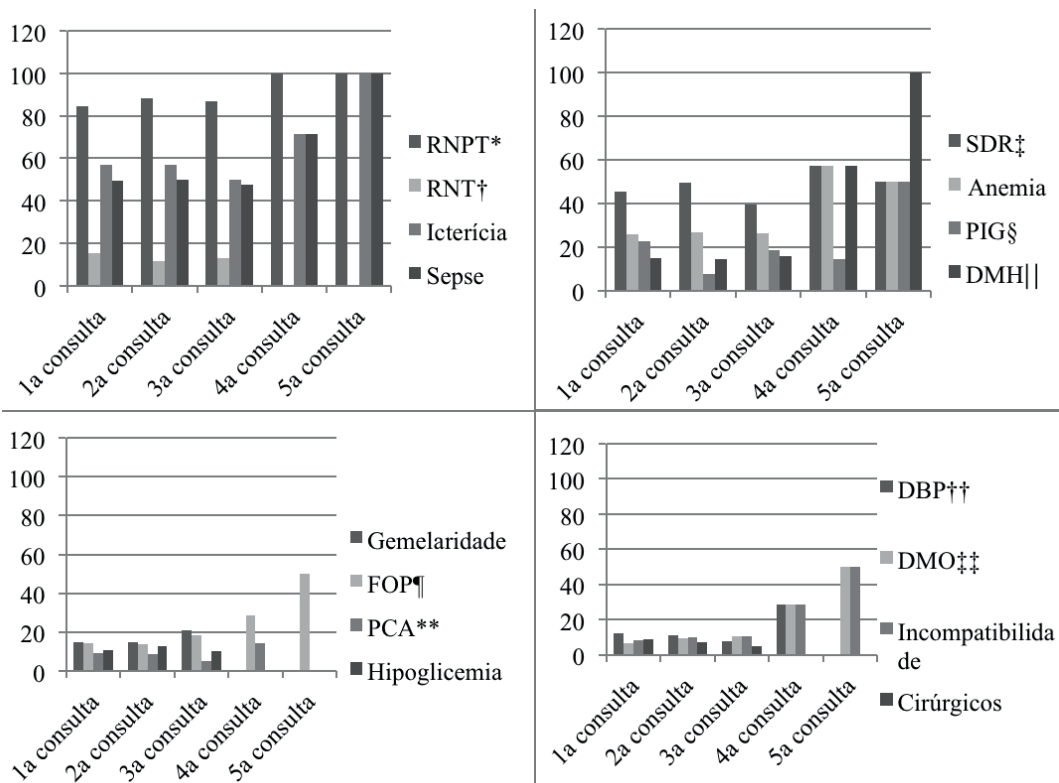 120
100
80
60
40
20
0
1a consulta
2a consulta
3a consulta
4a consulta
5a consulta
RNPT*
RNT†
Icterícia
Sepse
120
100
80
60
40
20
0
1a consulta
2a consulta
3a consulta
4a consulta
5a consulta
SDR‡
Anemia
PIG§
DMH||
120
100
80
60
40
20
0
1a consulta
2a consulta
3a consulta
4a consulta
5a consulta
Gemelaridade
FOP¶
PCA**
Hipoglicemia
120
100
80
60
40
20
0
1a consulta
2a consulta
3a consulta
4a consulta
5a consulta
DBP††
DMO‡‡
Incompatibilida
de
Cirúrgicos